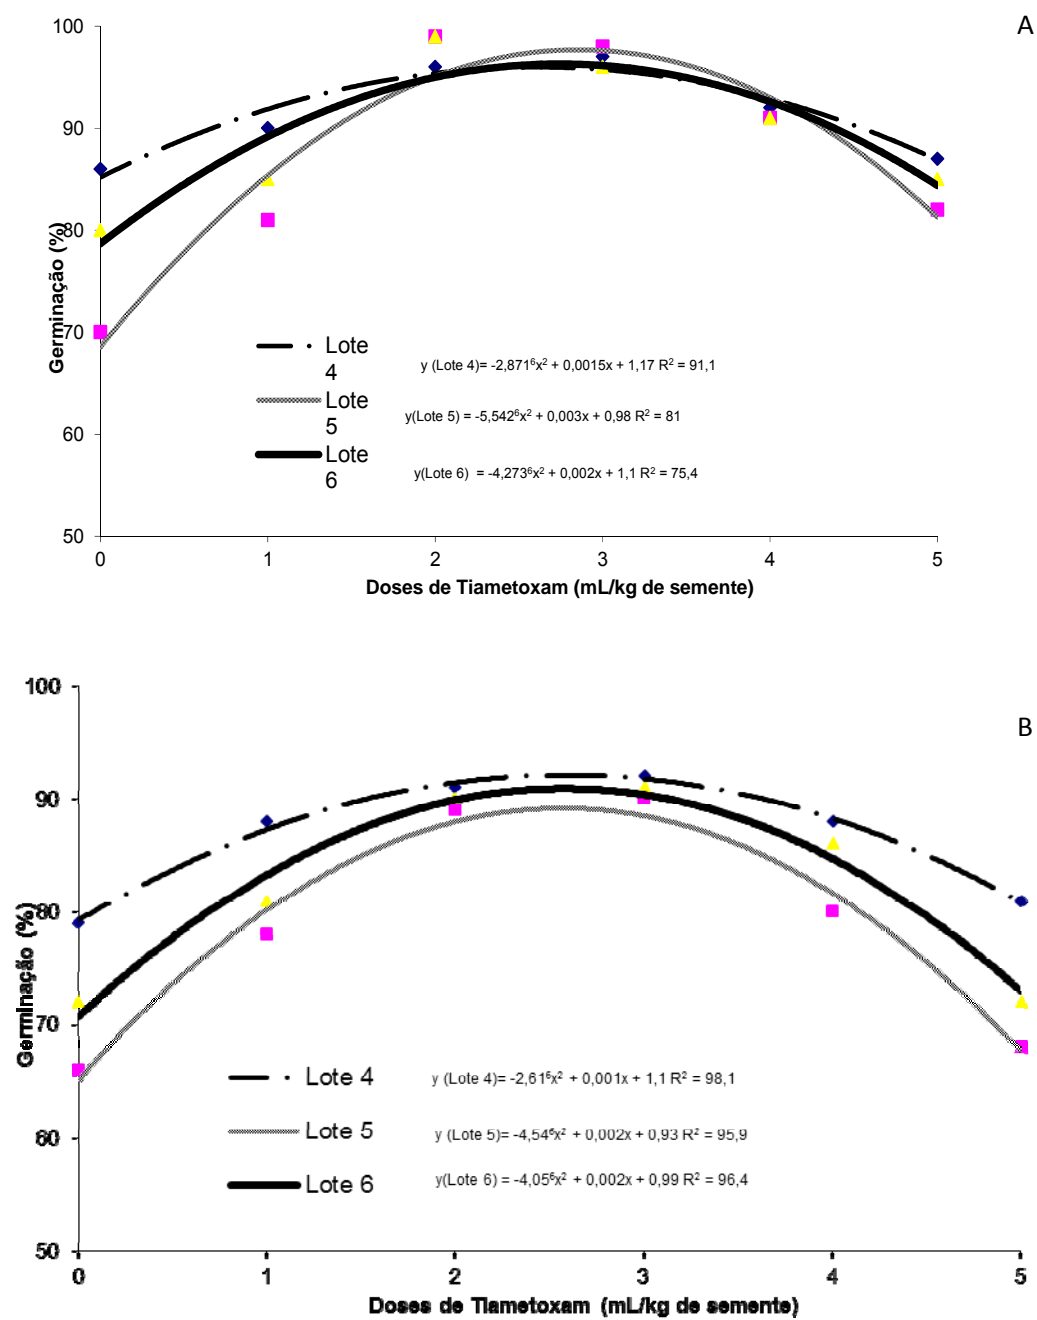 A
100
90
80
70
60
50
Germinação (%)
Lote 4
y (Lote 4)= -2,871⁶x² + 0,0015x + 1,17 R² = 91,1
Lote 5
y(Lote 5) = -5,542⁶x² + 0,003x + 0,98 R² = 81
Lote 6
y(Lote 6) = -4,273⁶x² + 0,002x + 1,1 R² = 75,4
0 1 2 3 4 5
Doses de Tiametoxam (mL/kg de semente)
B
100
90
80
70
60
50
Germinação (%)
Lote 4 y (Lote 4)= -2,61⁶x² + 0,001x + 1,1 R² = 98,1
Lote 5 y (Lote 5)= -4,54⁶x² + 0,002x + 0,93 R² = 95,9
Lote 6 y(Lote 6) = -4,05⁶x² + 0,002x + 0,99 R² = 96,4
0 1 2 3 4 5
Doses de Tiametoxam (mL/kg de semente)